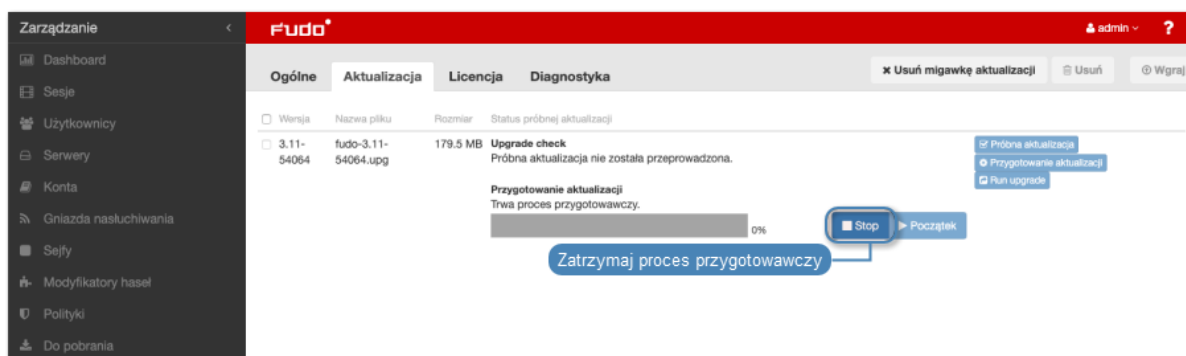 Zarządzanie
Fudo
admin
?
Dashboard
Sesje
Użytkownicy
Serwery
Konta
Gniazda nasłuchiwania
Sejfy
Modyfikatory haseł
Polityki
Do pobrania
Ogólne Aktualizacja Licencja Diagnostyka
Usuń migawkę aktualizacji Usuń Wgraj
Wersja Nazwa pliku Rozmiar Status próbnej aktualizacji
3.11- fudo-3.11- 179.5 MB Upgrade check
54064 54064.upg Próbna aktualizacja nie została przeprowadzona.
Próbna aktualizacja
Przygotowanie aktualizacji
Run upgrade
Przygotowanie aktualizacji
Trwa proces przygotowawczy.
0% Stop Początek
Zatrzymaj proces przygotowawczy